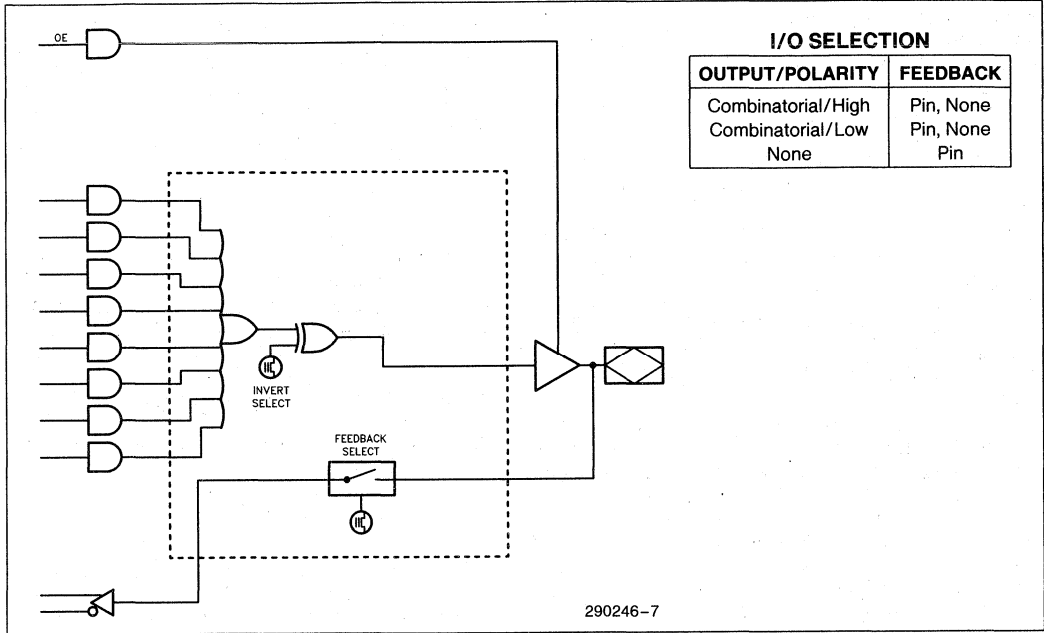 OE
I/O SELECTION
OUTPUT/POLARITY FEEDBACK
Combinatorial/High Pin, None
Combinatorial/Low Pin, None
None Pin
INVERT
SELECT
FEEDBACK
SELECT
290246-7